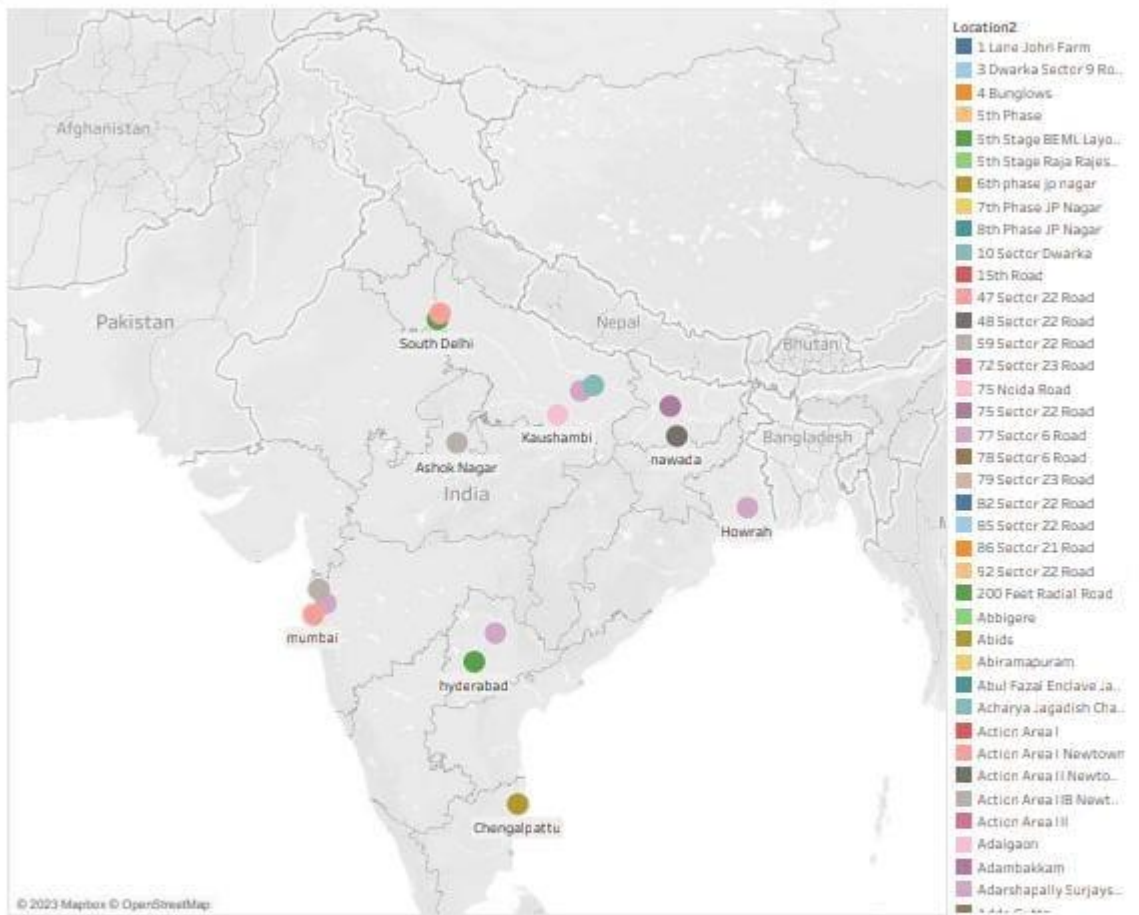 Afghanistan
Pakistan
Nepal
Bhutan
South Delhi
Kaushambi
Bangladesh
nawada
Ashok Nagar
India
Howrah
mumbai
hyderabad
Chengalpattu
© 2023 Mapbox © OpenStreetMap
Location2
1 Lane Johri Farm
3 Dwarka Sector 9 Ro..
4 Bunglows
5th Phase
5th Stage BEML Layo..
5th Stage Raja Rajes..
6th phase jp nagar
7th Phase JP Nagar
8th Phase JP Nagar
10 Sector Dwarka
15th Road
47 Sector 22 Road
48 Sector 22 Road
59 Sector 22 Road
72 Sector 23 Road
75 Noida Road
75 Sector 22 Road
77 Sector 6 Road
78 Sector 6 Road
79 Sector 23 Road
82 Sector 22 Road
85 Sector 22 Road
86 Sector 21 Road
92 Sector 22 Road
200 Feet Radial Road
Abbigere
Abids
Abiramapuram
Abul Fazal Enclave Ja..
Acharya Jagadish Cha..
Action Area I
Action Area I Newtown
Action Area II Newto..
Action Area IIB Newt..
Action Area III
Adalgaon
Adambakkam
Adarshapally Surjays..